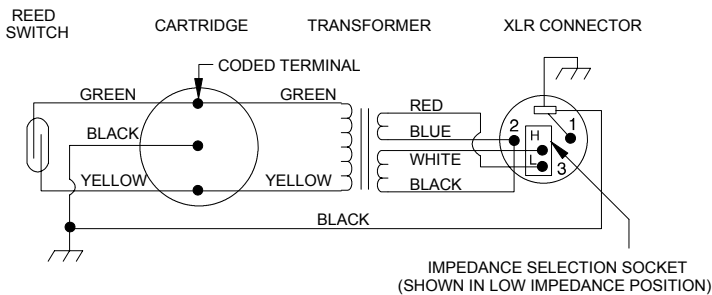 REED
SWITCH
CARTRIDGE
TRANSFORMER
XLR CONNECTOR
CODED TERMINAL
GREEN
GREEN
RED
BLACK
BLUE
2
H
1
WHITE
L
3
YELLOW
YELLOW
BLACK
BLACK
IMPEDANCE SELECTION SOCKET
(SHOWN IN LOW IMPEDANCE POSITION)